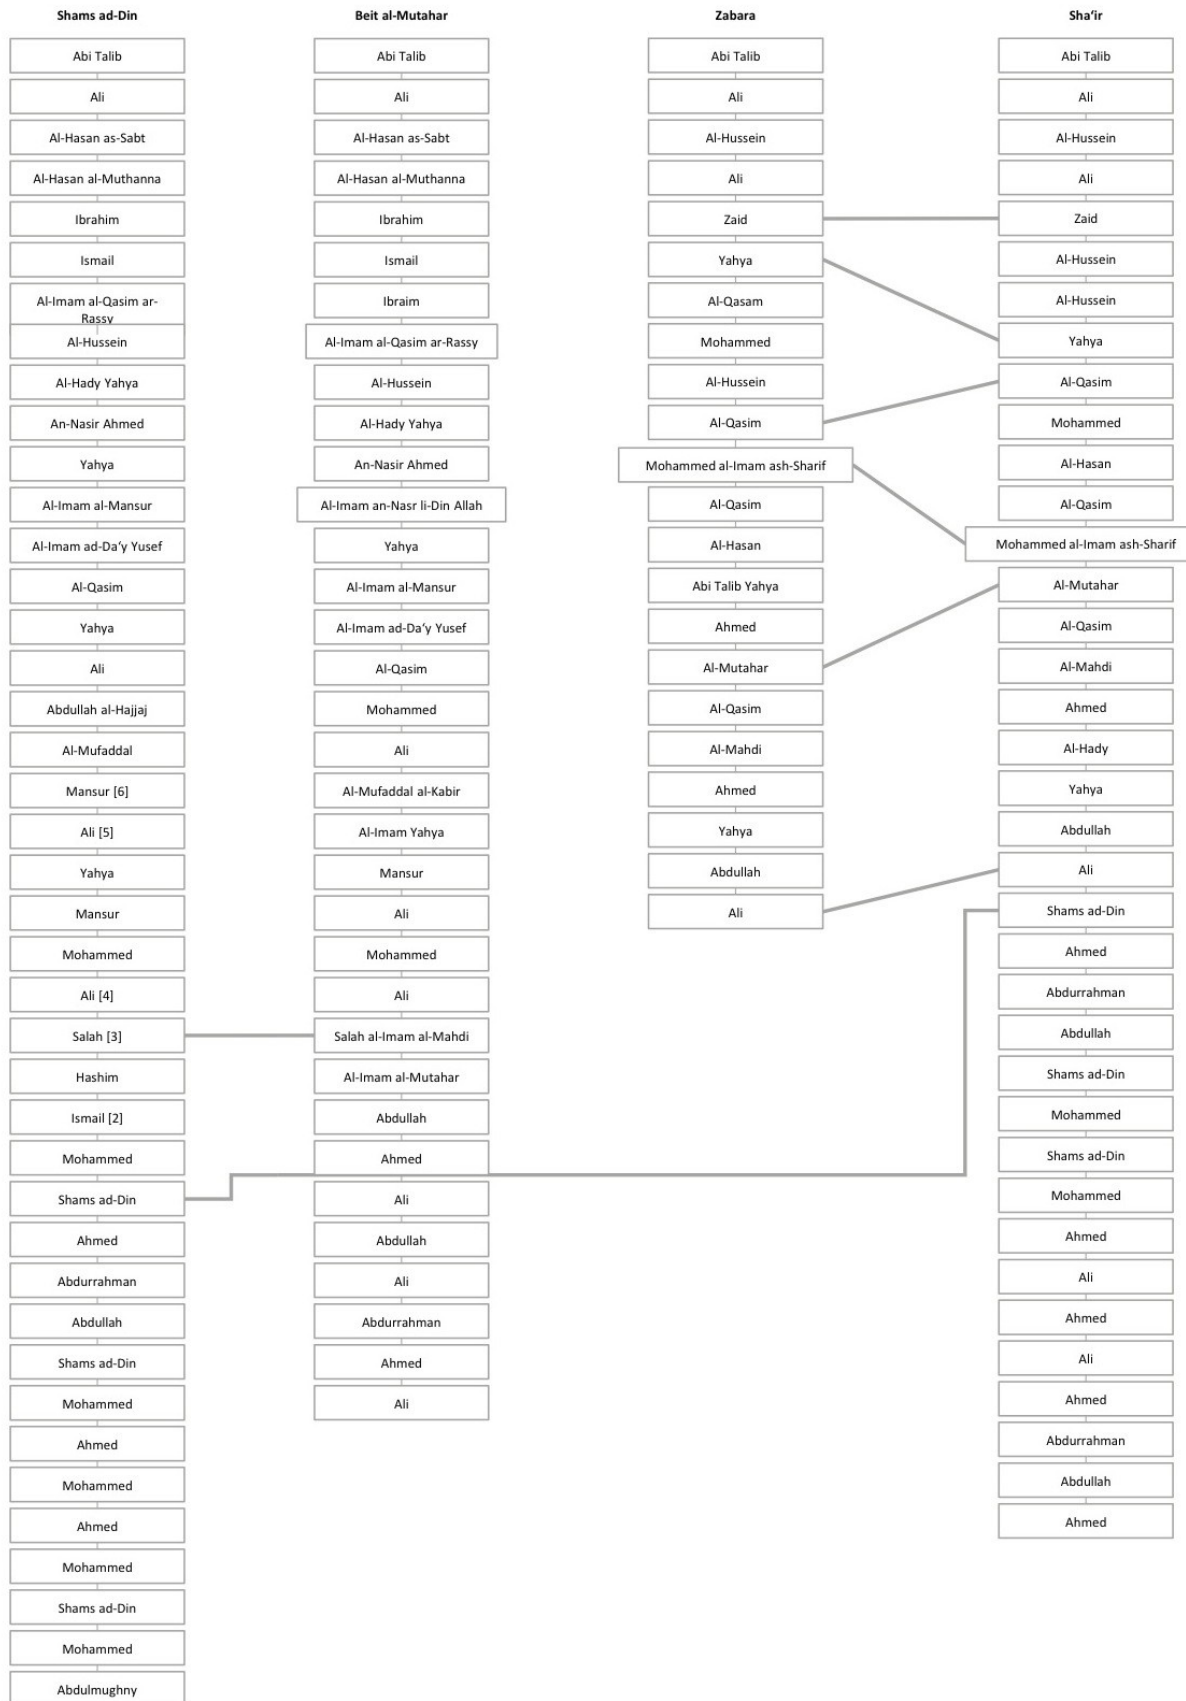 Shams ad-Din
Abi Talib
Ali
Al-Hasan as-Sabt
Al-Hasan al-Muthanna
Ibrahim
Ismail
Al-Imam al-Qasim ar-
Rassy
Al-Hussein
Al-Hady Yahya
An-Nasir Ahmed
Yahya
Al-Imam al-Mansur
Al-Imam ad-Da‘y Yusef
Al-Qasim
Yahya
Ali
Abdullah al-Hajjaj
Al-Mufaddal
Mansur [6]
Ali [5]
Yahya
Mansur
Mohammed
Ali [4]
Salah [3]
Hashim
Ismail [2]
Mohammed
Shams ad-Din
Ahmed
Abdurrahman
Abdullah
Shams ad-Din
Mohammed
Ahmed
Mohammed
Ahmed
Mohammed
Shams ad-Din
Mohammed
Abdulmughny
Beit al-Mutahar
Abi Talib
Ali
Al-Hasan as-Sabt
Al-Hasan al-Muthanna
Ibrahim
Ismail
Ibraim
Al-Imam al-Qasim ar-Rassy
Al-Hussein
Al-Hady Yahya
An-Nasir Ahmed
Al-Imam an-Nasr li-Din Allah
Yahya
Al-Imam al-Mansur
Al-Imam ad-Da‘y Yusef
Al-Qasim
Mohammed
Ali
Al-Mufaddal al-Kabir
Al-Imam Yahya
Mansur
Ali
Mohammed
Ali
Salah al-Imam al-Mahdi
Al-Imam al-Mutahar
Abdullah
Ahmed
Ali
Abdullah
Ali
Abdurrahman
Ahmed
Ali
Zabara
Abi Talib
Ali
Al-Hussein
Ali
Zaid
Yahya
Al-Qasam
Mohammed
Al-Hussein
Al-Qasim
Mohammed al-Imam ash-Sharif
Al-Qasim
Al-Hasan
Abi Talib Yahya
Ahmed
Al-Mutahar
Al-Qasim
Al-Mahdi
Ahmed
Yahya
Abdullah
Ali
Sha‘ir
Abi Talib
Ali
Al-Hussein
Ali
Zaid
Al-Hussein
Al-Hussein
Yahya
Al-Qasim
Mohammed
Al-Hasan
Al-Qasim
Mohammed al-Imam ash-Sharif
Al-Mutahar
Al-Qasim
Al-Mahdi
Ahmed
Al-Hady
Yahya
Abdullah
Ali
Shams ad-Din
Ahmed
Abdurrahman
Abdullah
Shams ad-Din
Mohammed
Shams ad-Din
Mohammed
Ahmed
Ali
Ahmed
Ali
Ahmed
Abdurrahman
Abdullah
Ahmed